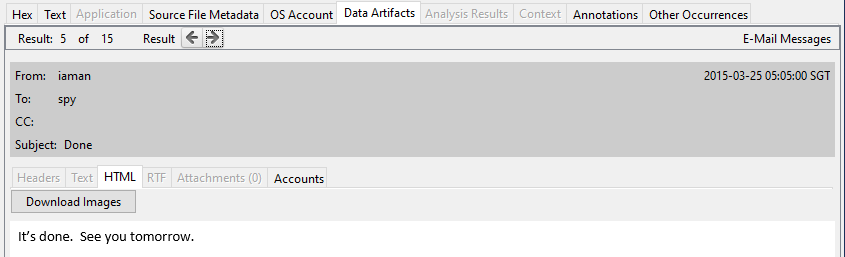 Hex Text Application Source File Metadata OS Account Data Artifacts Analysis Results Context Annotations Other Occurrences
Result: 5 of 15 Result E-Mail Messages
From: iaman 2015-03-25 05:05:00 SGT
To: spy
CC:
Subject: Done
Headers Text HTML RTF Attachments (0) Accounts
Download Images
It's done.  See you tomorrow.